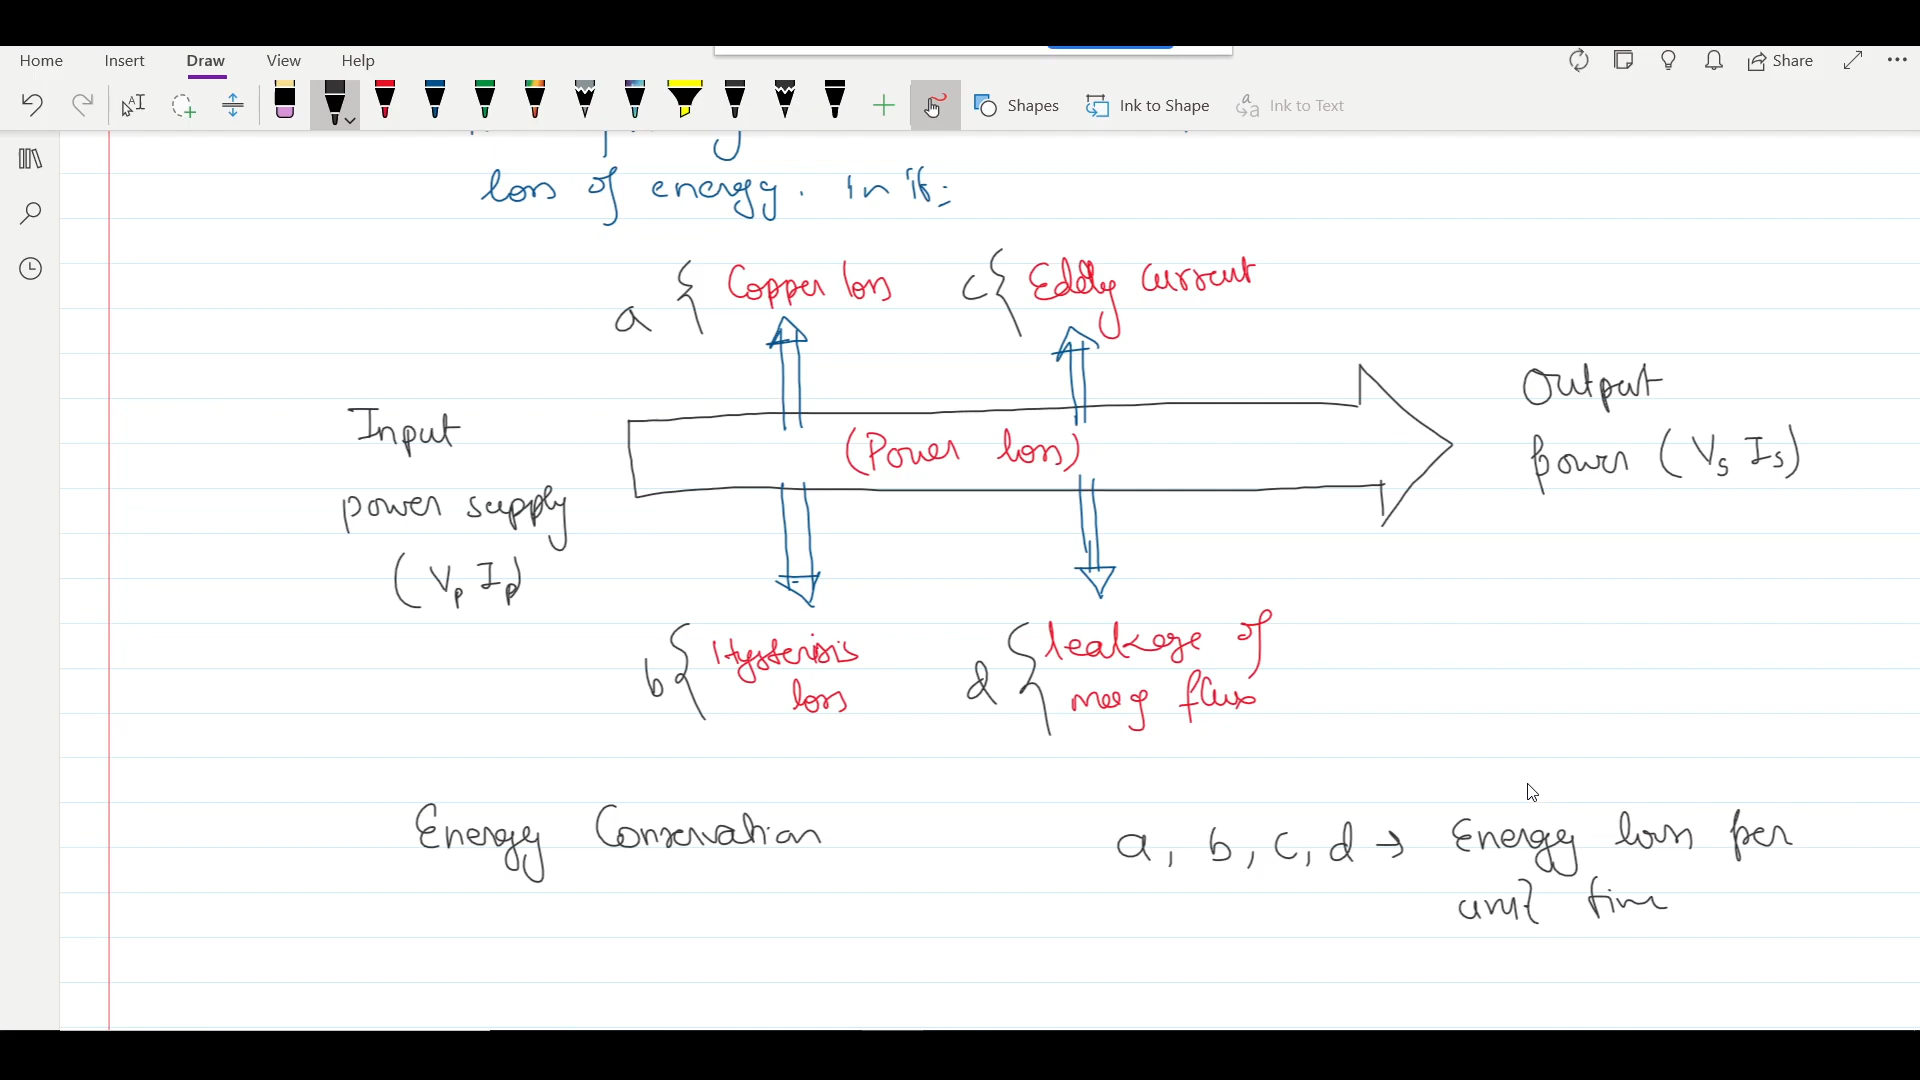 Home Insert Draw View Help Share
Shapes Ink to Shape Ink to Text
loss of energy. In it:
a { Copper loss c { Eddy current
Input
power supply
(Vp Ip)
(Power loss)
Output
power (Vs Is)
b { Hysterisis
loss
d { leakage of
mag flux
Energy Conservation
a, b, c, d → Energy loss per
unit time